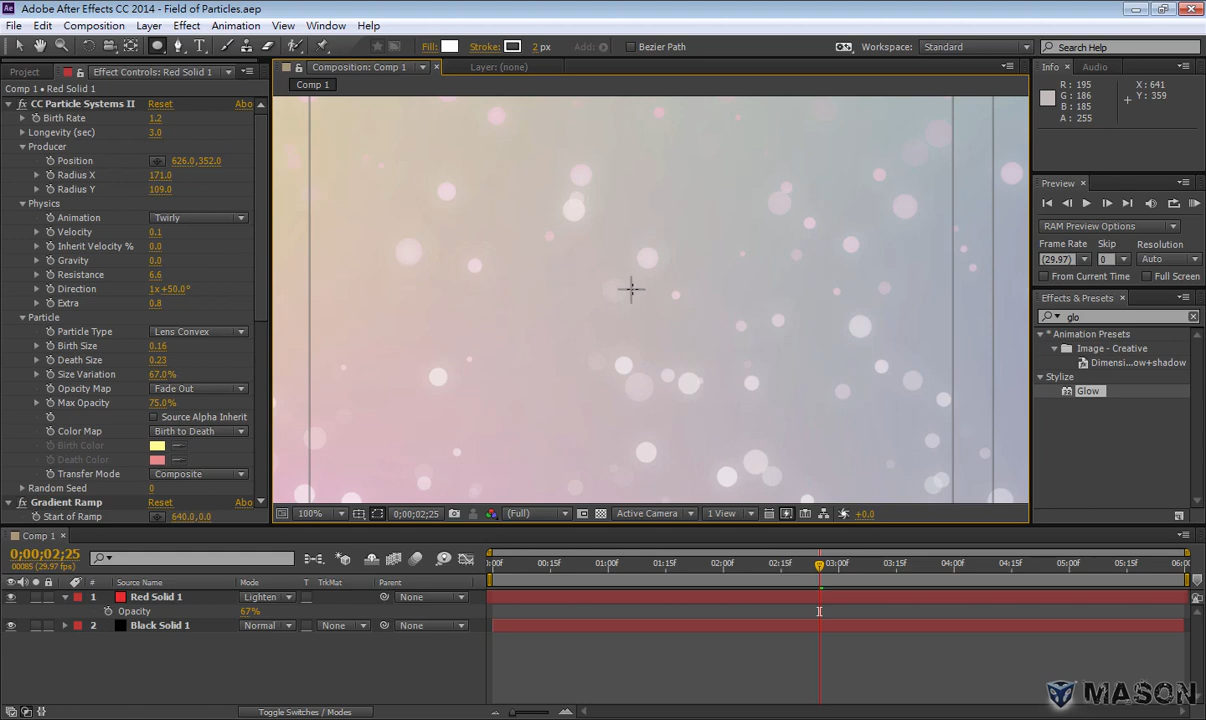 Adobe After Effects CC 2014 - Field of Particles.aep
File Edit Composition Layer Effect Animation View Window Help
Fill: Stroke: 2 px Add: Bezier Path Workspace: Standard Search Help
Project Effect Controls: Red Solid 1 Composition: Comp 1 Layer: (none) Info Audio
Comp 1 • Red Solid 1 Comp 1
CC Particle Systems II Reset Abo
Birth Rate 1.2
Longevity (sec) 3.0
Producer
Position 626.0,352.0
Radius X 171.0
Radius Y 109.0
Physics
Animation Twirly
Velocity 0.1
Inherit Velocity % 0.0
Gravity 0.0
Resistance 6.6
Direction 1x+50.0°
Extra 0.8
Particle
Particle Type Lens Convex
Birth Size 0.16
Death Size 0.23
Size Variation 67.0%
Opacity Map Fade Out
Max Opacity 75.0%
Source Alpha Inherit
Color Map Birth to Death
Birth Color
Death Color
Transfer Mode Composite
Random Seed 0
Gradient Ramp Reset Abo
Start of Ramp 640.0,0.0
R : 195 X : 641
G : 186 Y : 359
B : 185
A : 255
Preview
RAM Preview Options
Frame Rate Skip Resolution
(29.97) 0 Auto
From Current Time Full Screen
Effects & Presets
glo
* Animation Presets
Image - Creative
Dimensi...ow+shadow
Stylize
Glow
100% 0;00;02;25 (Full) Active Camera 1 View +0.0
Comp 1
0;00;02;25
00085 (29.97 fps)
:00f 00:15f 01:00f 01:15f 02:00f 02:15f 03:00f 03:15f 04:00f 04:15f 05:00f 05:15f 06:00
# Source Name Mode T TrkMat Parent
1 Red Solid 1 Lighten None
Opacity 67%
2 Black Solid 1 Normal None None
Toggle Switches / Modes
MASON